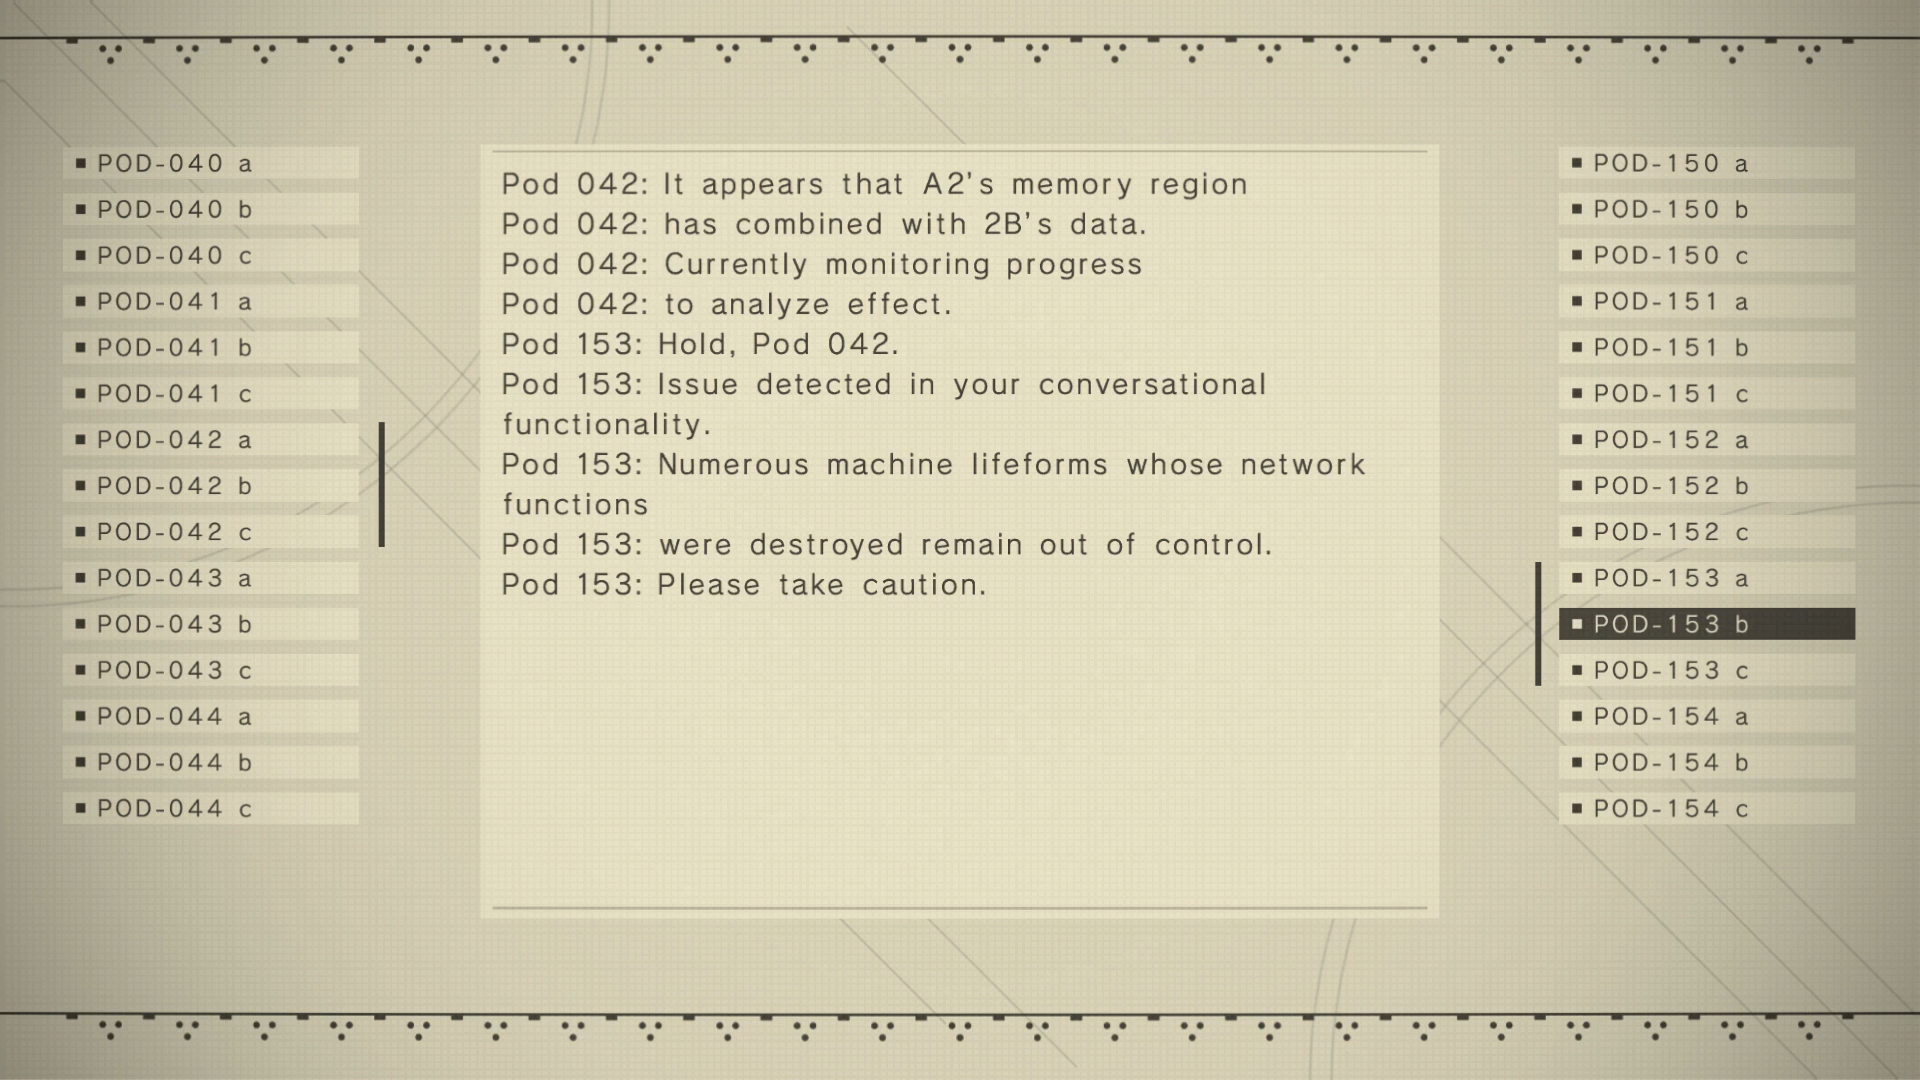 POD-040 a
POD-040 b
POD-040 c
POD-041 a
POD-041 b
POD-041 c
POD-042 a
POD-042 b
POD-042 c
POD-043 a
POD-043 b
POD-043 c
POD-044 a
POD-044 b
POD-044 c
Pod 042: It appears that A2's memory region
Pod 042: has combined with 2B's data.
Pod 042: Currently monitoring progress
Pod 042: to analyze effect.
Pod 153: Hold, Pod 042.
Pod 153: Issue detected in your conversational
functionality.
Pod 153: Numerous machine lifeforms whose network
functions
Pod 153: were destroyed remain out of control.
Pod 153: Please take caution.
POD-150 a
POD-150 b
POD-150 c
POD-151 a
POD-151 b
POD-151 c
POD-152 a
POD-152 b
POD-152 c
POD-153 a
POD-153 b
POD-153 c
POD-154 a
POD-154 b
POD-154 c